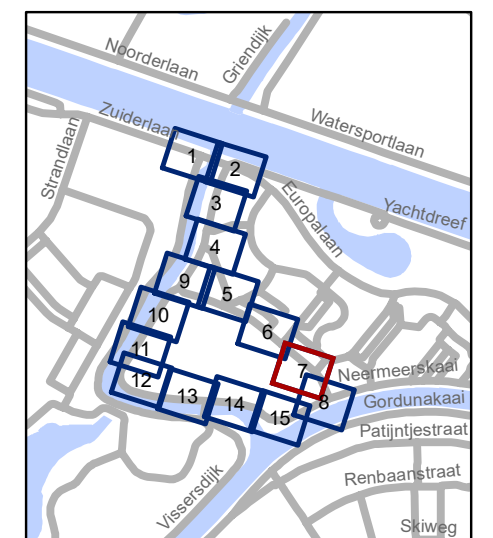 Noorderlaan
Griendijk
Zuiderlaan
Watersportlaan
Strandlaan
1
2
Europalaan
3
Yachtdreef
4
9
5
10
6
11
7
Neermeerskaai
12
13
14
8
Gordunakaai
15
Patijntjestraat
Vissersdijk
Renbaanstraat
Skiweg